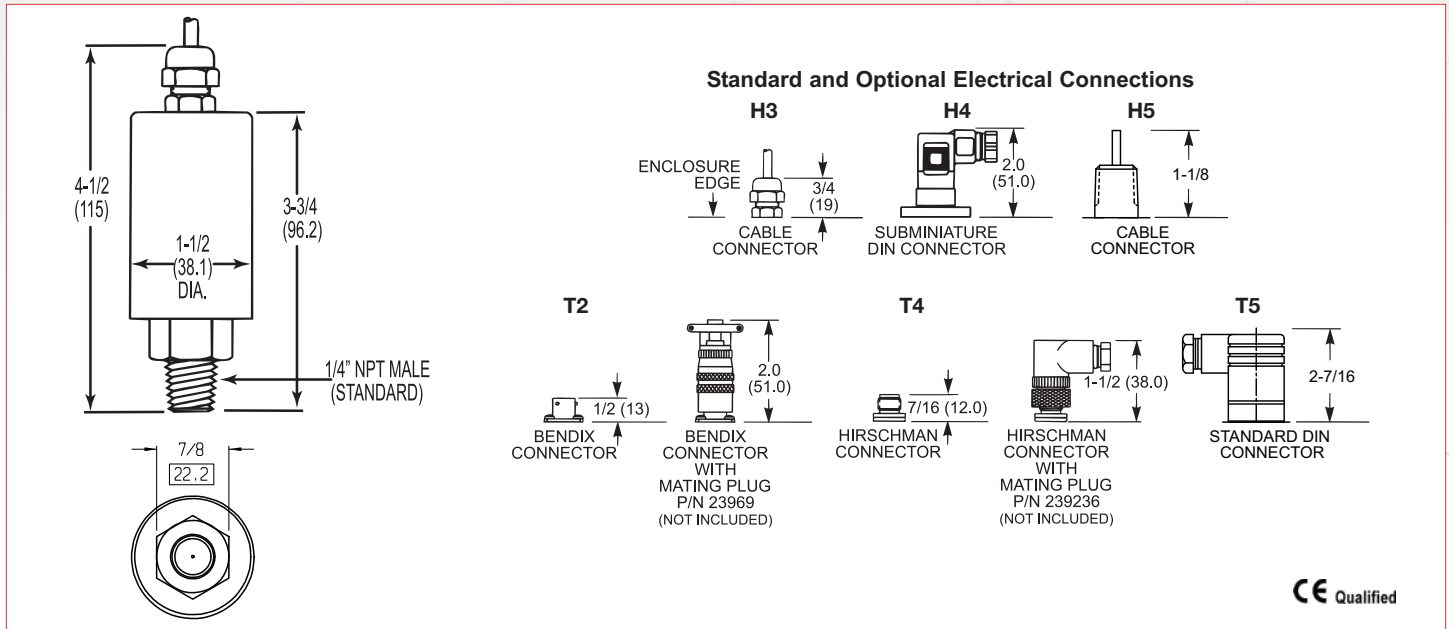 4-1/2
(115)
1-1/2
(38.1)
DIA.
3-3/4
(96.2)
1/4" NPT MALE
(STANDARD)
7/8
22.2
Standard and Optional Electrical Connections
H3
H4
H5
ENCLOSURE
EDGE
3/4
(19)
CABLE
CONNECTOR
2.0
(51.0)
SUBMINIATURE
DIN CONNECTOR
1-1/8
CABLE
CONNECTOR
T2
T4
T5
1/2 (13)
BENDIX
CONNECTOR
2.0
(51.0)
BENDIX
CONNECTOR
WITH
MATING PLUG
P/N 23969
(NOT INCLUDED)
7/16 (12.0)
HIRSCHMAN
CONNECTOR
1-1/2 (38.0)
HIRSCHMAN
CONNECTOR
WITH
MATING PLUG
P/N 239236
(NOT INCLUDED)
2-7/16
STANDARD DIN
CONNECTOR
CE Qualified